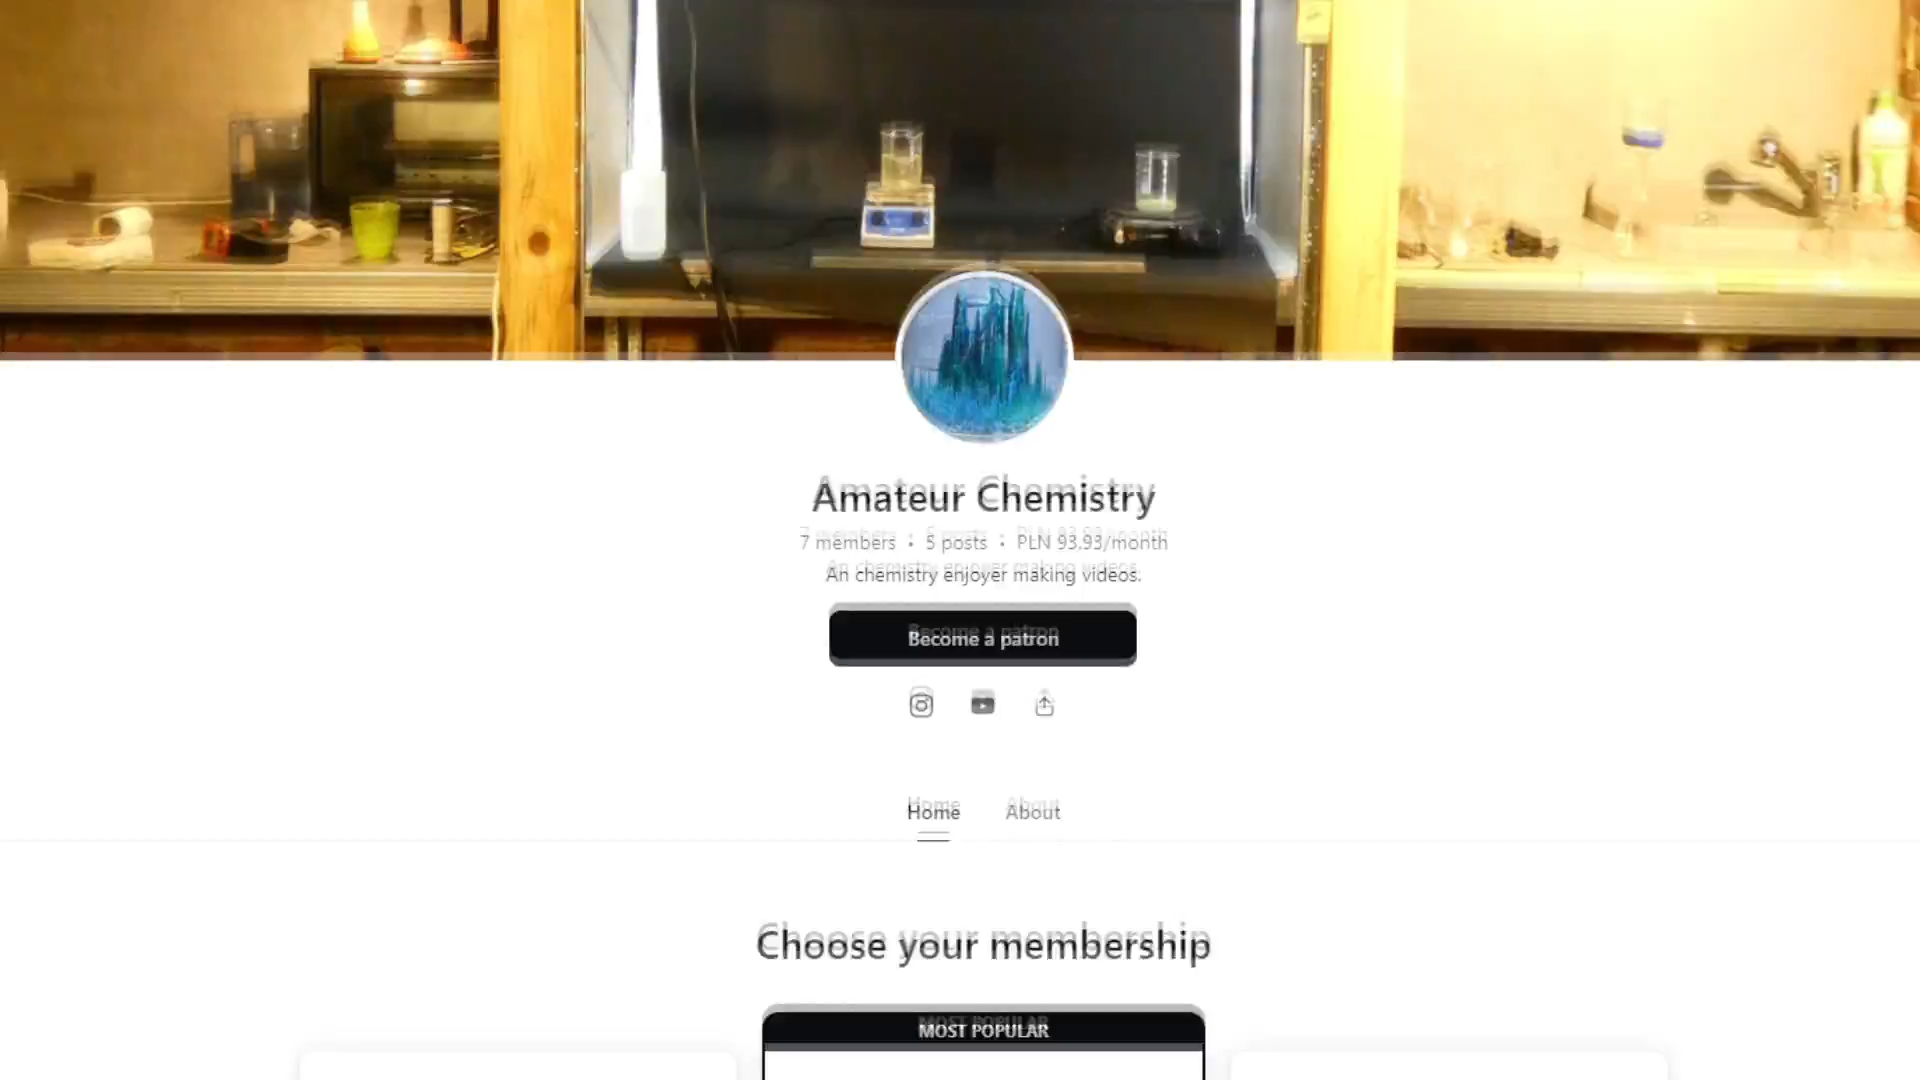 Amateur Chemistry
7 members • 5 posts • PLN 93.93/month
An chemistry enjoyer making videos.
Become a patron
Home About
Choose your membership
MOST POPULAR